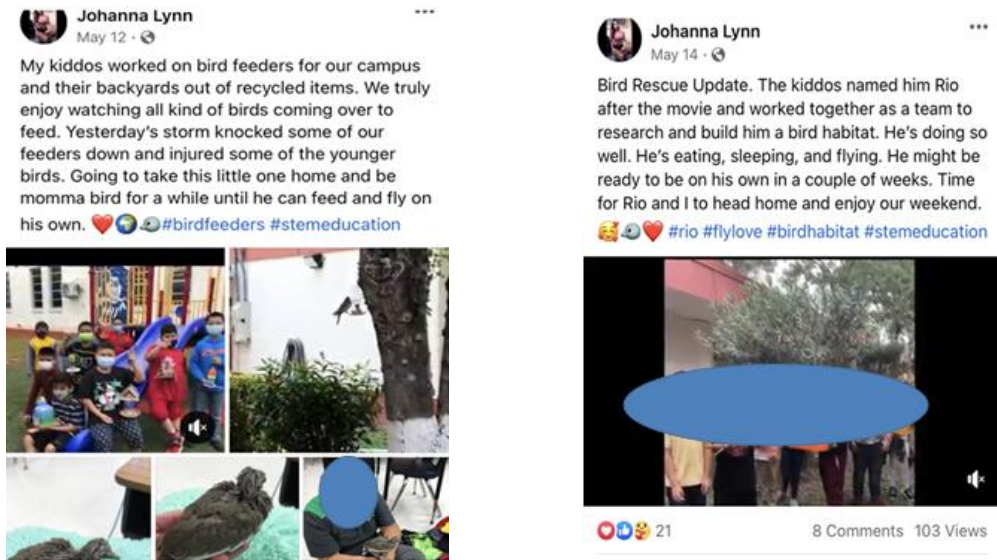 Johanna Lynn
May 12 ·
My kiddos worked on bird feeders for our campus
and their backyards out of recycled items. We truly
enjoy watching all kind of birds coming over to
feed. Yesterday's storm knocked some of our
feeders down and injured some of the younger
birds. Going to take this little one home and be
momma bird for a while until he can feed and fly on
his own. ❤️🌍🐦#birdfeeders #stemeducation
Johanna Lynn
May 14 ·
Bird Rescue Update. The kiddos named him Rio
after the movie and worked together as a team to
research and build him a bird habitat. He's doing so
well. He's eating, sleeping, and flying. He might be
ready to be on his own in a couple of weeks. Time
for Rio and I to head home and enjoy our weekend.
🥰🐦❤️ #rio #flylove #birdhabitat #stemeducation
21
8 Comments 103 Views